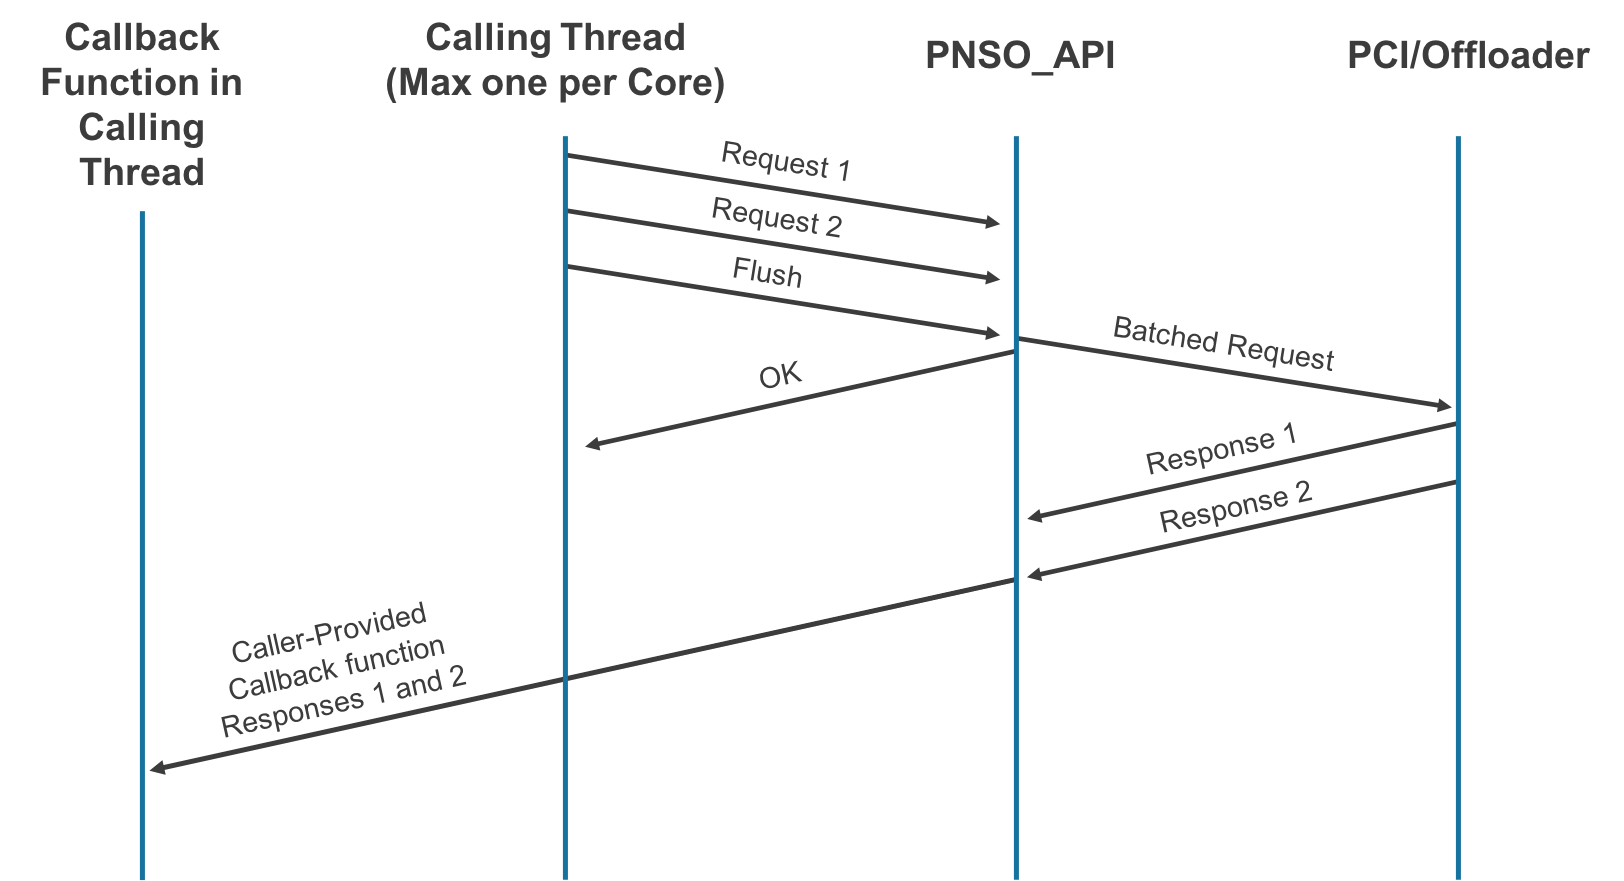 Callback
Function in
Calling
Thread
Calling Thread
(Max one per Core)
PNSO_API
PCI/Offloader
Request 1
Request 2
Flush
Batched Request
OK
Response 1
Response 2
Caller-Provided
Callback function
Responses 1 and 2